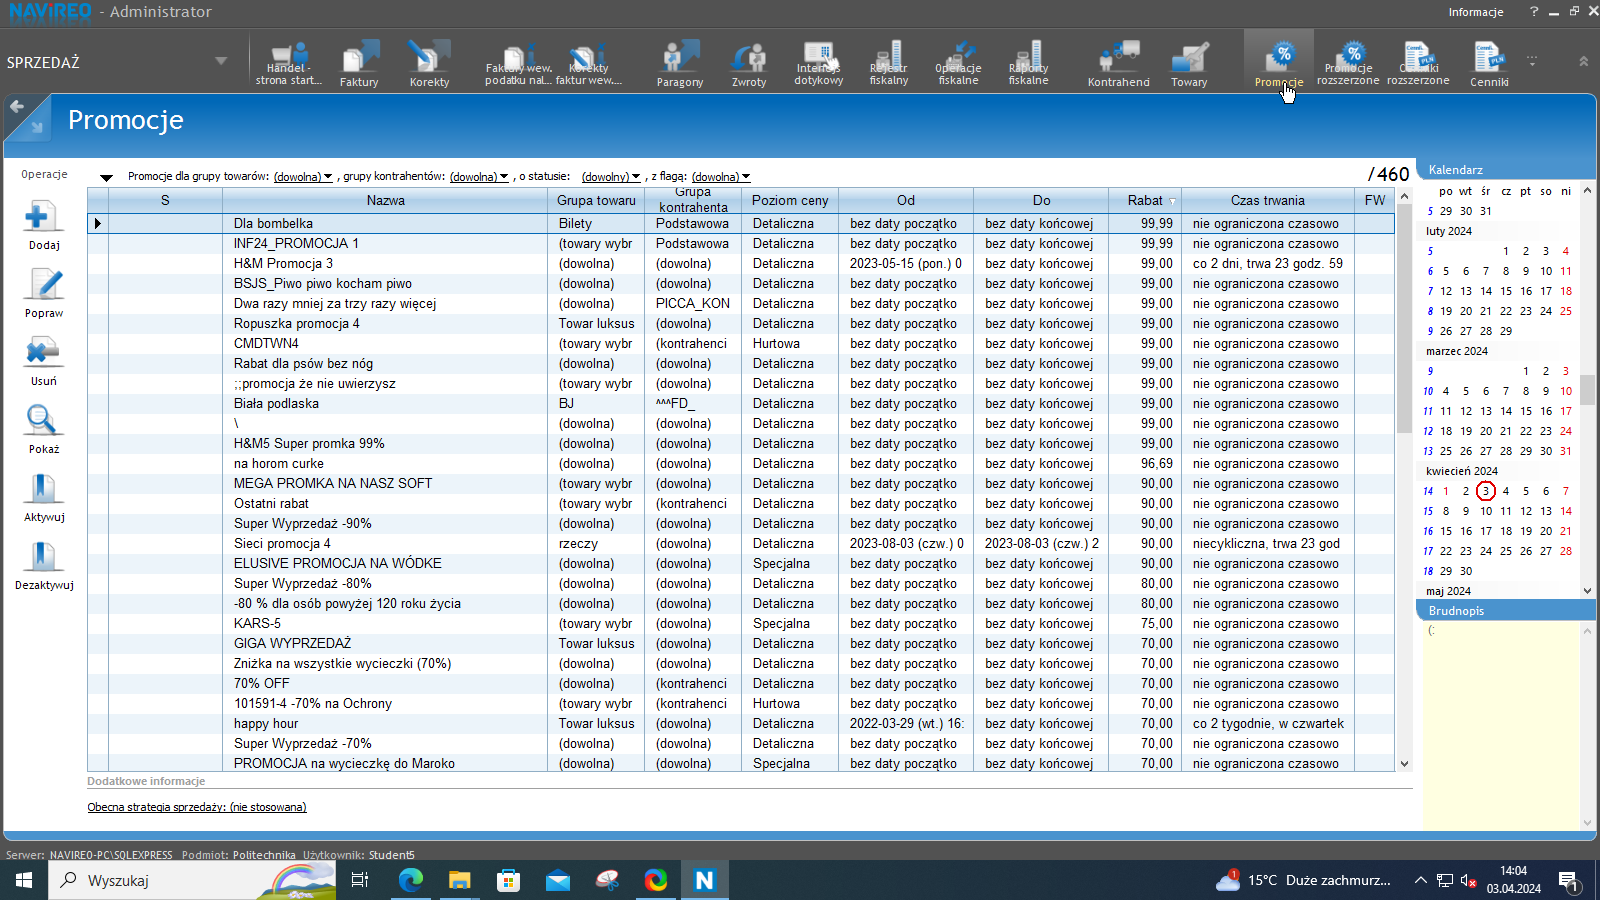 NAVIREO - Administrator
Informacje ?
SPRZEDAŻ
Handel - stron start...
Faktury
Korekty
Faktury wew. podatku nal...
Korekty faktur wew....
Paragony
Zwroty
Interfejs dotykowy
Rejestr fiskalny
Operacje fiskalne
Raporty fiskalne
Kontrahenci
Towary
Promocje
Promocje rozszerzone
Cenniki rozszerzone
Cenniki
Promocje
Operacje
Dodaj
Popraw
Usuń
Pokaż
Aktywuj
Dezaktywuj
Promocje dla grupy towarów: (dowolna) , grupy kontrahentów: (dowolna) , o statusie: (dowolny) , z flagą: (dowolna)
/460
S Nazwa Grupa towaru Grupa kontrahenta Poziom ceny Od Do Rabat Czas trwania FW
Dla bombelka Bilety Podstawowa Detaliczna bez daty początko bez daty końcowej 99,99 nie ograniczona czasowo
INF24_PROMOCJA 1 (towary wybr Podstawowa Detaliczna bez daty początko bez daty końcowej 99,99 nie ograniczona czasowo
H&M Promocja 3 (dowolna) (dowolna) Detaliczna 2023-05-15 (pon.) 0 bez daty końcowej 99,00 co 2 dni, trwa 23 godz. 59
BSJS_Piwo piwo kocham piwo (dowolna) (dowolna) Detaliczna bez daty początko bez daty końcowej 99,00 nie ograniczona czasowo
Dwa razy mniej za trzy razy więcej (dowolna) PICCA_KON Detaliczna bez daty początko bez daty końcowej 99,00 nie ograniczona czasowo
Ropuszka promocja 4 Towar luksus (dowolna) Detaliczna bez daty początko bez daty końcowej 99,00 nie ograniczona czasowo
CMDTWN4 (towary wybr (kontrahenci Hurtowa bez daty początko bez daty końcowej 99,00 nie ograniczona czasowo
Rabat dla psów bez nóg (dowolna) (dowolna) Detaliczna bez daty początko bez daty końcowej 99,00 nie ograniczona czasowo
;;promocja że nie uwierzysz (towary wybr (dowolna) Detaliczna bez daty początko bez daty końcowej 99,00 nie ograniczona czasowo
Biała podlaska BJ ^^^FD_ Detaliczna bez daty początko bez daty końcowej 99,00 nie ograniczona czasowo
\ (dowolna) (dowolna) Detaliczna bez daty początko bez daty końcowej 99,00 nie ograniczona czasowo
H&M5 Super promka 99% (dowolna) (dowolna) Detaliczna bez daty początko bez daty końcowej 99,00 nie ograniczona czasowo
na horom curke (dowolna) (dowolna) Detaliczna bez daty początko bez daty końcowej 96,69 nie ograniczona czasowo
MEGA PROMKA NA NASZ SOFT (towary wybr (dowolna) Detaliczna bez daty początko bez daty końcowej 90,00 nie ograniczona czasowo
Ostatni rabat (towary wybr (kontrahenci Detaliczna bez daty początko bez daty końcowej 90,00 nie ograniczona czasowo
Super Wyprzedaż -90% (dowolna) (dowolna) Detaliczna bez daty początko bez daty końcowej 90,00 nie ograniczona czasowo
Sieci promocja 4 rzeczy (dowolna) Detaliczna 2023-08-03 (czw.) 0 2023-08-03 (czw.) 2 90,00 niecykliczna, trwa 23 god
ELUSIVE PROMOCJA NA WÓDKE (dowolna) (dowolna) Specjalna bez daty początko bez daty końcowej 90,00 nie ograniczona czasowo
Super Wyprzedaż -80% (dowolna) (dowolna) Detaliczna bez daty początko bez daty końcowej 80,00 nie ograniczona czasowo
-80 % dla osób powyżej 120 roku życia (dowolna) (dowolna) Detaliczna bez daty początko bez daty końcowej 80,00 nie ograniczona czasowo
KARS-5 (towary wybr (dowolna) Specjalna bez daty początko bez daty końcowej 75,00 nie ograniczona czasowo
GIGA WYPRZEDAŻ Towar luksus (dowolna) Detaliczna bez daty początko bez daty końcowej 70,00 nie ograniczona czasowo
Zniżka na wszystkie wycieczki (70%) (dowolna) (dowolna) Detaliczna bez daty początko bez daty końcowej 70,00 nie ograniczona czasowo
70% OFF (dowolna) (kontrahenci Detaliczna bez daty początko bez daty końcowej 70,00 nie ograniczona czasowo
101591-4 -70% na Ochrony (towary wybr (kontrahenci Hurtowa bez daty początko bez daty końcowej 70,00 nie ograniczona czasowo
happy hour Towar luksus (dowolna) Detaliczna 2022-03-29 (wt.) 16: bez daty końcowej 70,00 co 2 tygodnie, w czwartek
Super Wyprzedaż -70% (dowolna) (dowolna) Detaliczna bez daty początko bez daty końcowej 70,00 nie ograniczona czasowo
PROMOCJA na wycieczkę do Maroko (dowolna) (dowolna) Specjalna bez daty początko bez daty końcowej 70,00 nie ograniczona czasowo
Dodatkowe informacje
Obecna strategia sprzedaży: (nie stosowana)
Kalendarz
po wt śr cz pt so ni
5 29 30 31
luty 2024
5 1 2 3 4
6 5 6 7 8 9 10 11
7 12 13 14 15 16 17 18
8 19 20 21 22 23 24 25
9 26 27 28 29
marzec 2024
9 1 2 3
10 4 5 6 7 8 9 10
11 11 12 13 14 15 16 17
12 18 19 20 21 22 23 24
13 25 26 27 28 29 30 31
kwiecień 2024
14 1 2 3 4 5 6 7
15 8 9 10 11 12 13 14
16 15 16 17 18 19 20 21
17 22 23 24 25 26 27 28
18 29 30
maj 2024
Brudnopis
(:
Serwer: NAVIREO-PC\SQLEXPRESS Podmiot: Politechnika Użytkownik: Student5
Wyszukaj
N
1
15°C Duże zachmurz...
14:04
03.04.2024
1